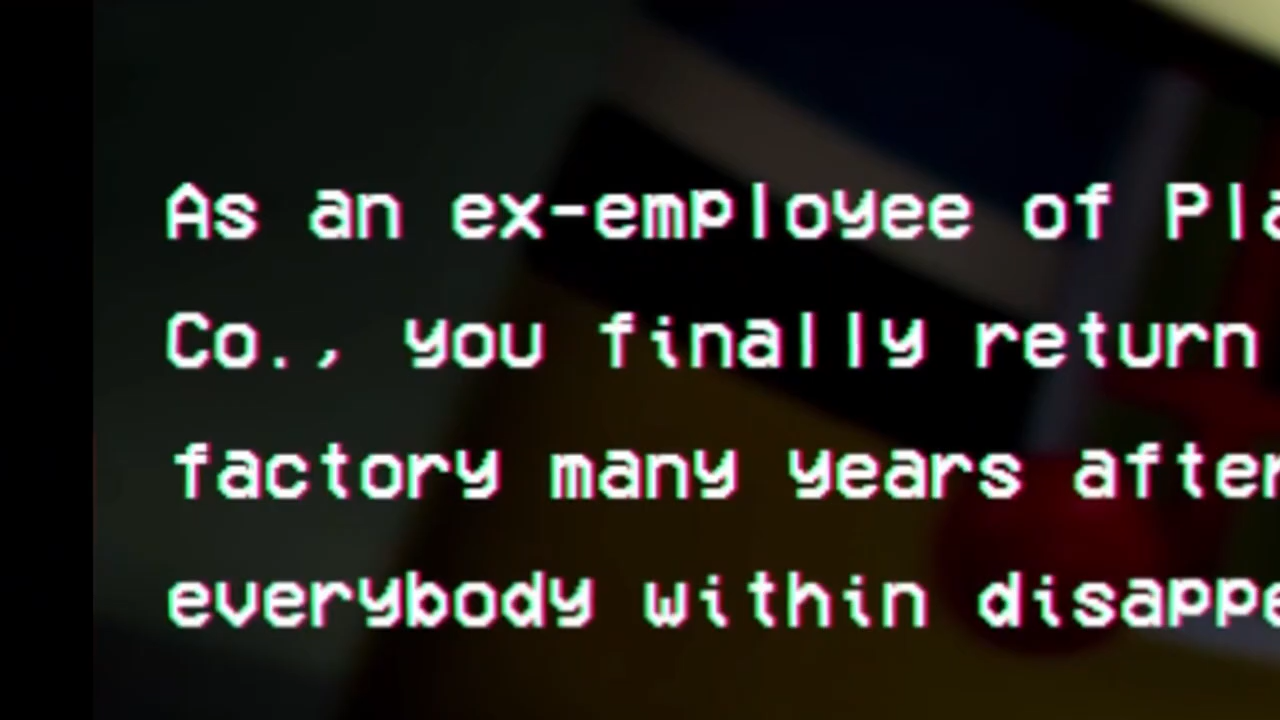 As an ex-employee of Pla
Co., you finally return
factory many years after
everybody within disappe